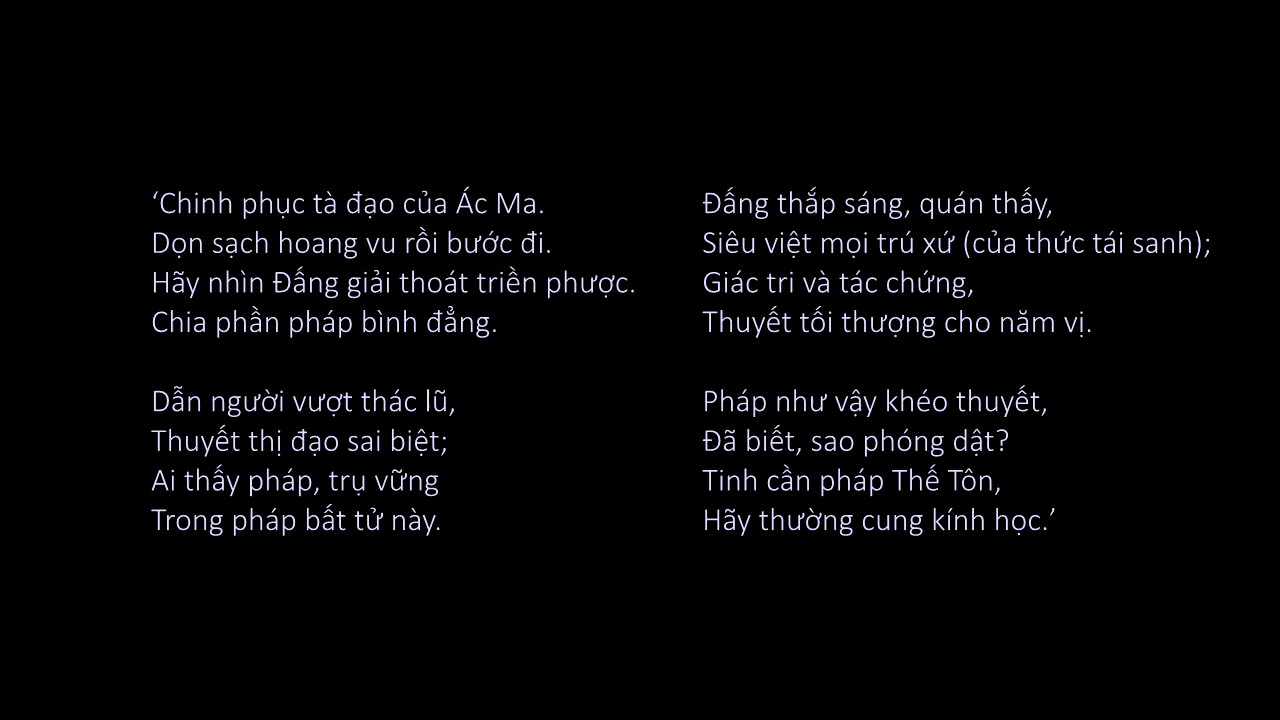 ‘Chinh phục tà đạo của Ác Ma.
Dọn sạch hoang vu rồi bước đi.
Hãy nhìn Đấng giải thoát triền phược.
Chia phần pháp bình đẳng.

Dẫn người vượt thác lũ,
Thuyết thị đạo sai biệt;
Ai thấy pháp, trụ vững
Trong pháp bất tử này.

Đấng thắp sáng, quán thấy,
Siêu việt mọi trú xứ (của thức tái sanh);
Giác tri và tác chứng,
Thuyết tối thượng cho năm vị.

Pháp như vậy khéo thuyết,
Đã biết, sao phóng dật?
Tinh cần pháp Thế Tôn,
Hãy thường cung kính học.’